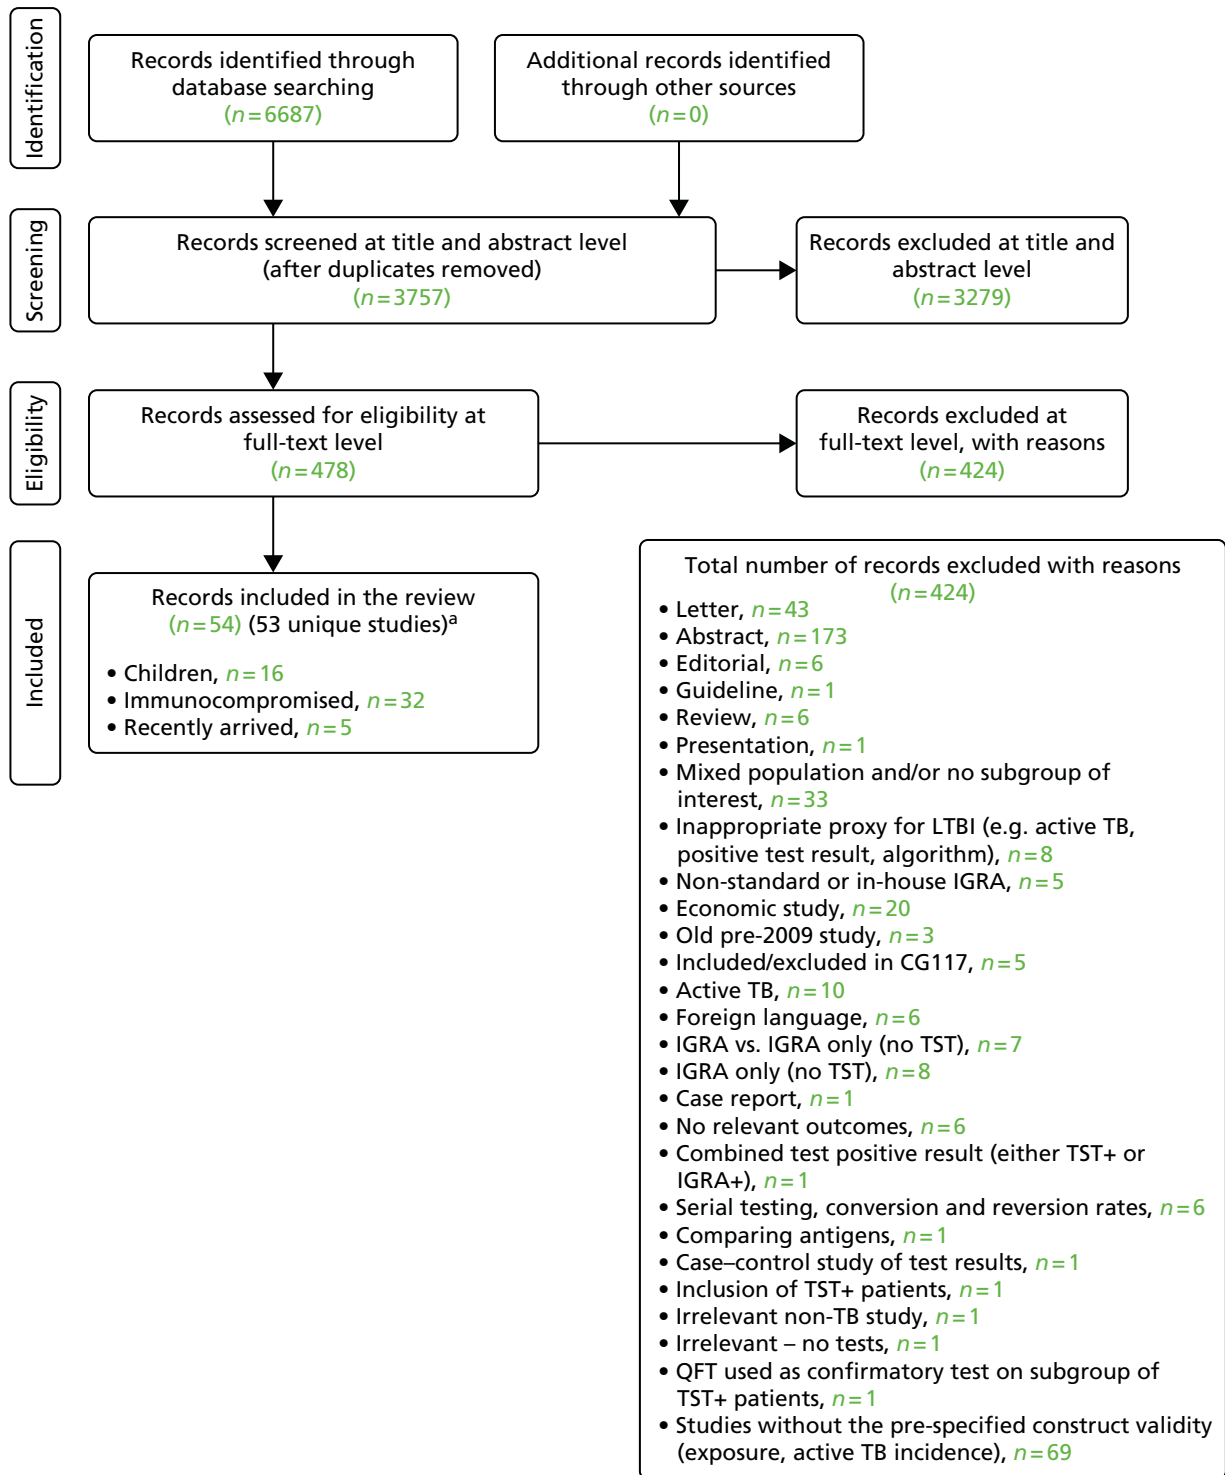 Identification
Records identified through
database searching
(n=6687)
Additional records identified
through other sources
(n=0)
Screening
Records screened at title and abstract level
(after duplicates removed)
(n=3757)
Records excluded at title and
abstract level
(n=3279)
Eligibility
Records assessed for eligibility at
full-text level
(n=478)
Records excluded at
full-text level, with reasons
(n=424)
Included
Records included in the review
(n=54) (53 unique studies)a
• Children, n=16
• Immunocompromised, n=32
• Recently arrived, n=5
Total number of records excluded with reasons
(n=424)
• Letter, n=43
• Abstract, n=173
• Editorial, n=6
• Guideline, n=1
• Review, n=6
• Presentation, n=1
• Mixed population and/or no subgroup of
interest, n=33
• Inappropriate proxy for LTBI (e.g. active TB,
positive test result, algorithm), n=8
• Non-standard or in-house IGRA, n=5
• Economic study, n=20
• Old pre-2009 study, n=3
• Included/excluded in CG117, n=5
• Active TB, n=10
• Foreign language, n=6
• IGRA vs. IGRA only (no TST), n=7
• IGRA only (no TST), n=8
• Case report, n=1
• No relevant outcomes, n=6
• Combined test positive result (either TST+ or
IGRA+), n=1
• Serial testing, conversion and reversion rates, n=6
• Comparing antigens, n=1
• Case–control study of test results, n=1
• Inclusion of TST+ patients, n=1
• Irrelevant non-TB study, n=1
• Irrelevant – no tests, n=1
• QFT used as confirmatory test on subgroup of
TST+ patients, n=1
• Studies without the pre-specified construct validity
(exposure, active TB incidence), n=69